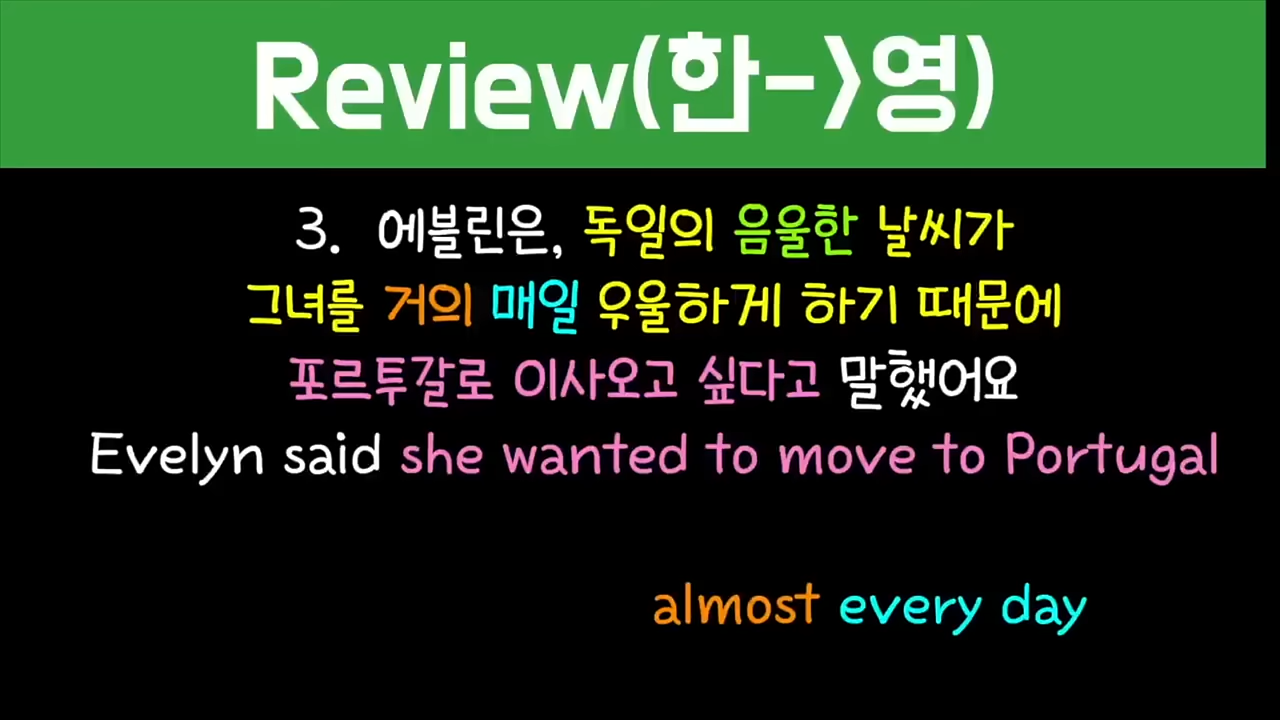 Review(한->영)
3. 에블린은, 독일의 음울한 날씨가
그녀를 거의 매일 우울하게 하기 때문에
포르투갈로 이사오고 싶다고 말했어요
Evelyn said she wanted to move to Portugal
almost every day